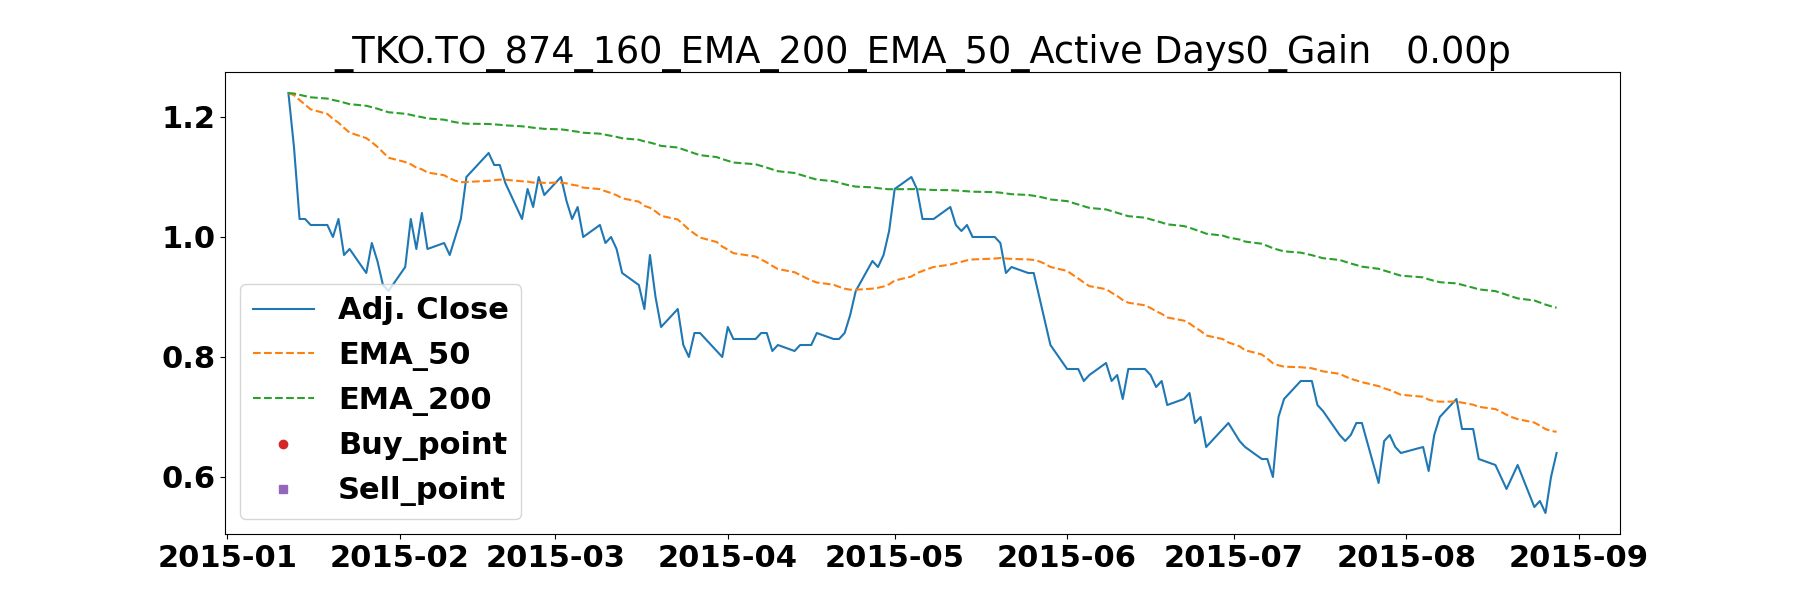 _TKO.TO_874_160_EMA_200_EMA_50_Active Days0_Gain   0.00p
1.2
1.0
0.8
0.6
Adj. Close
EMA_50
EMA_200
Buy_point
Sell_point
2015-01 2015-02 2015-03 2015-04 2015-05 2015-06 2015-07 2015-08 2015-09